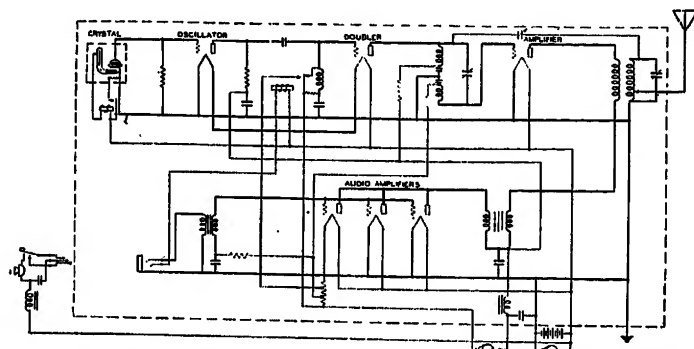 CRYSTAL
OSCILLATOR
DOUBLER
AMPLIFIER
AUDIO AMPLIFIERS